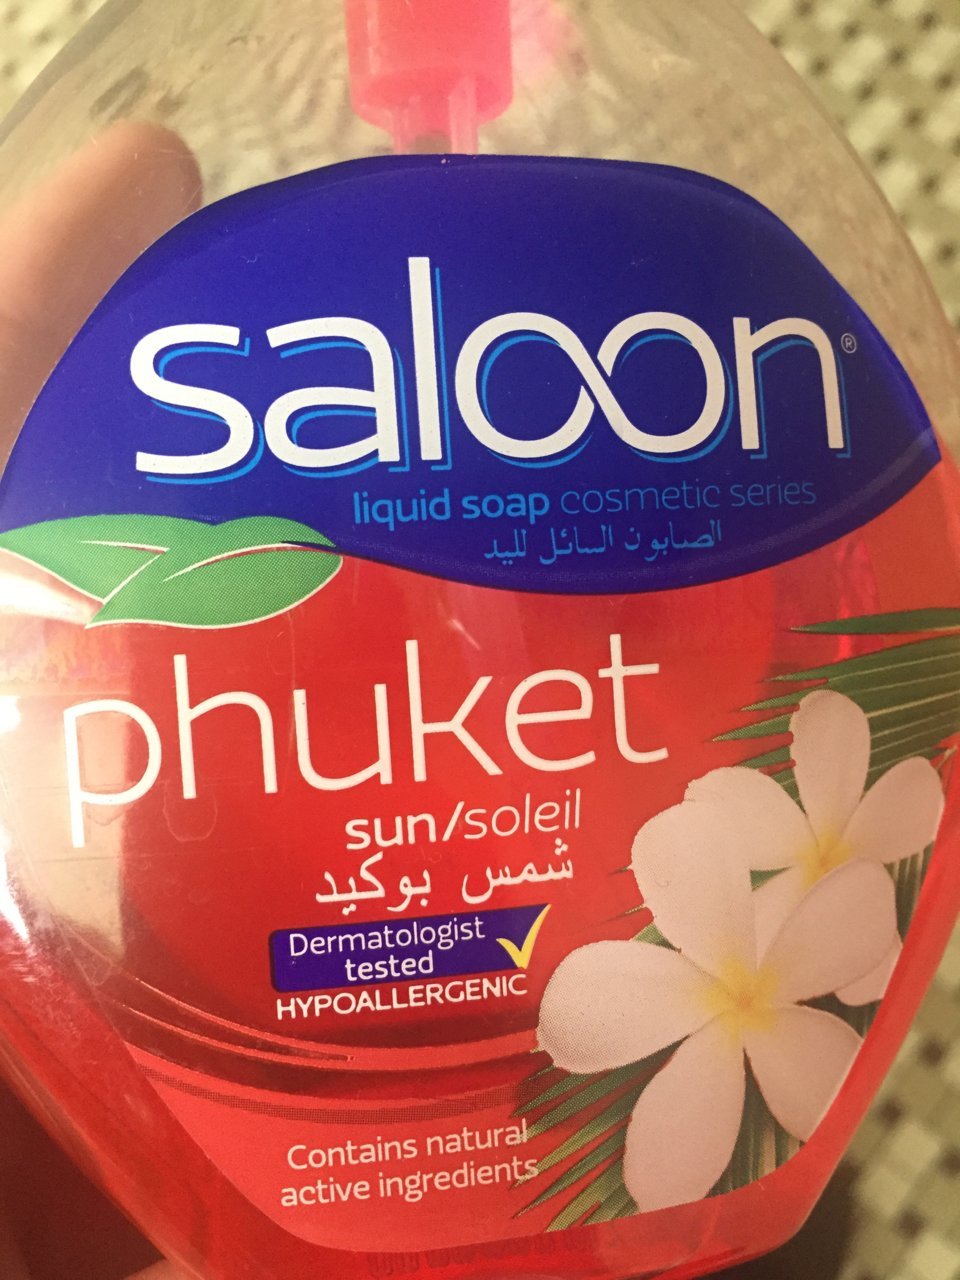 saloon®
liquid soap cosmetic series
الصابون السائل لليد
phuket
sun/soleil
شمس بوكيد
Dermatologist
tested
HYPOALLERGENIC
Contains natural
active ingredients